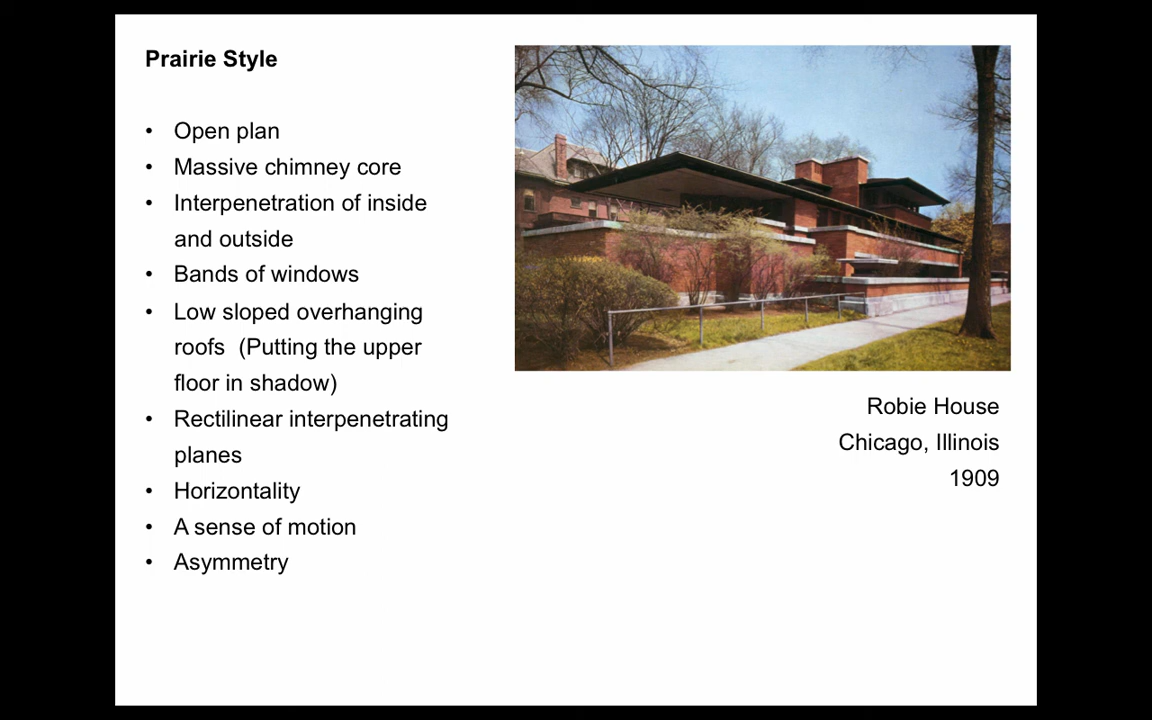 Prairie Style
• Open plan
• Massive chimney core
• Interpenetration of inside
and outside
• Bands of windows
• Low sloped overhanging
roofs  (Putting the upper
floor in shadow)
• Rectilinear interpenetrating
planes
• Horizontality
• A sense of motion
• Asymmetry
Robie House
Chicago, Illinois
1909